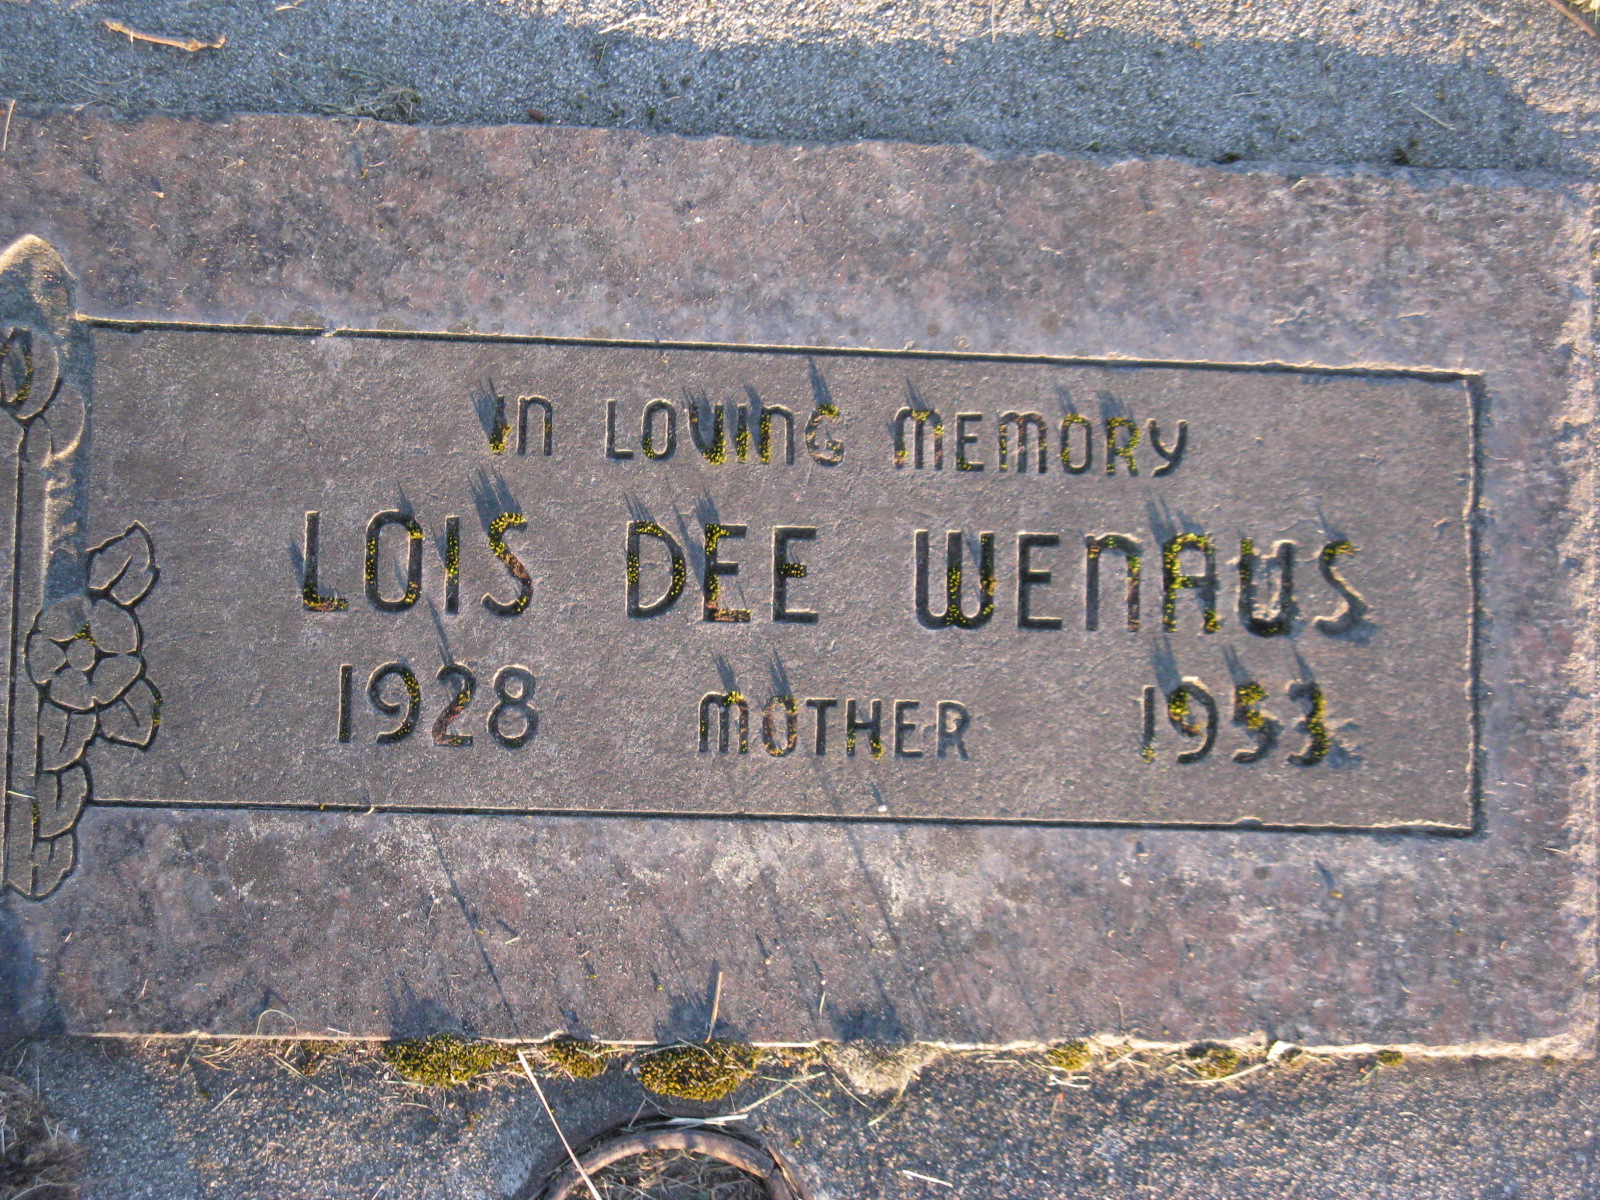 IN LOVING MEMORY
LOIS DEE WENAUS
1928 MOTHER 1953